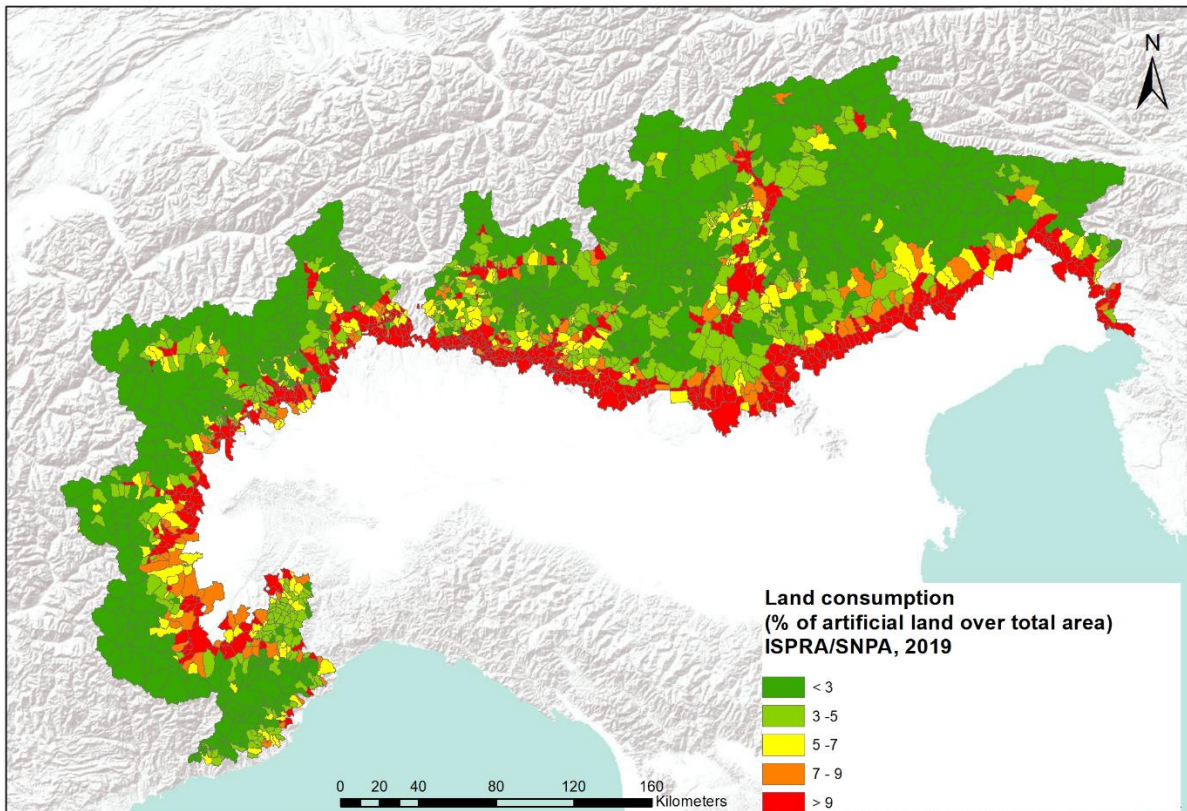 N
Land consumption
(% of artificial land over total area)
ISPRA/SNPA, 2019
< 3
3 -5
5 -7
7 - 9
> 9
0 20 40 80 120 160
Kilometers